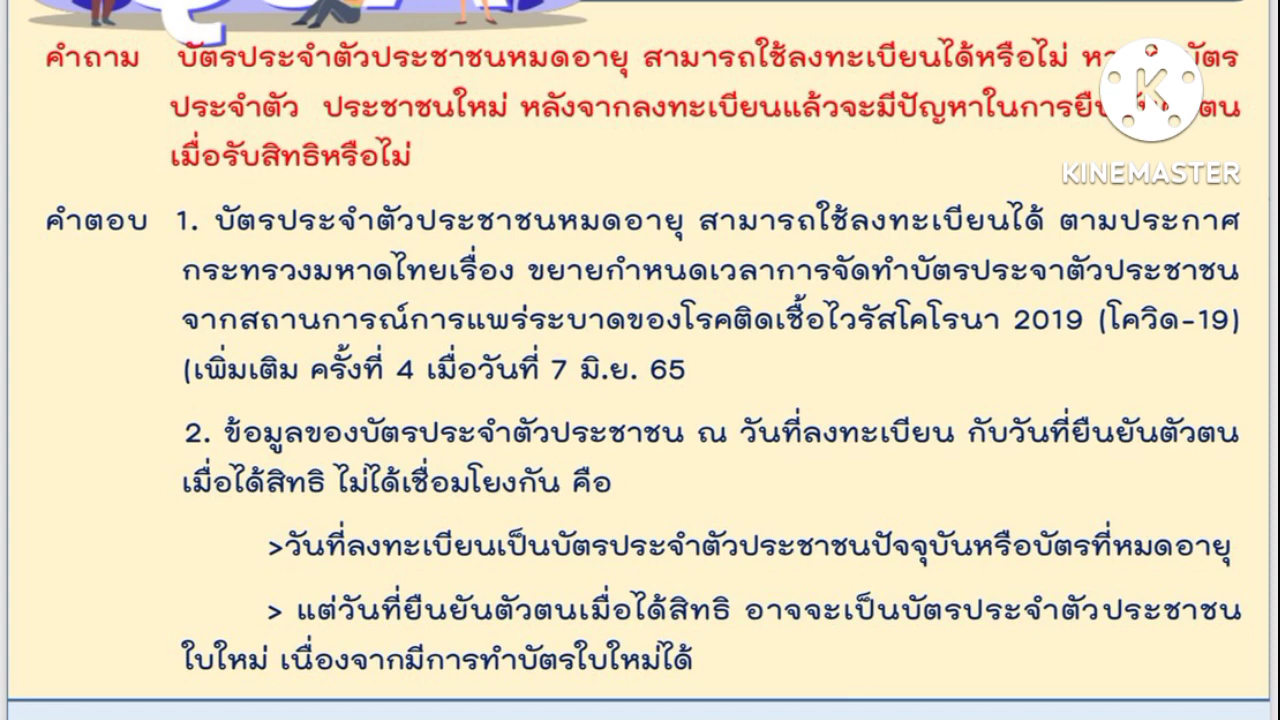 คำถาม บัตรประจำตัวประชาชนหมดอายุ สามารถใช้ลงทะเบียนได้หรือไม่ บัตร
ประจำตัว ประชาชนใหม่ หลังจากลงทะเบียนแล้วจะมีปัญหาในการยืน ตน
เมื่อรับสิทธิหรือไม่
KINEMASTER
คำตอบ 1. บัตรประจำตัวประชาชนหมดอายุ สามารถใช้ลงทะเบียนได้ ตามประกาศ
กระทรวงมหาดไทยเรื่อง ขยายกำหนดเวลาการจัดทำบัตรประจาตัวประชาชน
จากสถานการณ์การแพร่ระบาดของโรคติดเชื้อไวรัสโคโรนา 2019 (โควิด-19)
(เพิ่มเติม ครั้งที่ 4 เมื่อวันที่ 7 มิ.ย. 65
2. ข้อมูลของบัตรประจำตัวประชาชน ณ วันที่ลงทะเบียน กับวันที่ยืนยันตัวตน
เมื่อได้สิทธิ ไม่ได้เชื่อมโยงกัน คือ
>วันที่ลงทะเบียนเป็นบัตรประจำตัวประชาชนปัจจุบันหรือบัตรที่หมดอายุ
> แต่วันที่ยืนยันตัวตนเมื่อได้สิทธิ อาจจะเป็นบัตรประจำตัวประชาชน
ใบใหม่ เนื่องจากมีการทำบัตรใบใหม่ได้